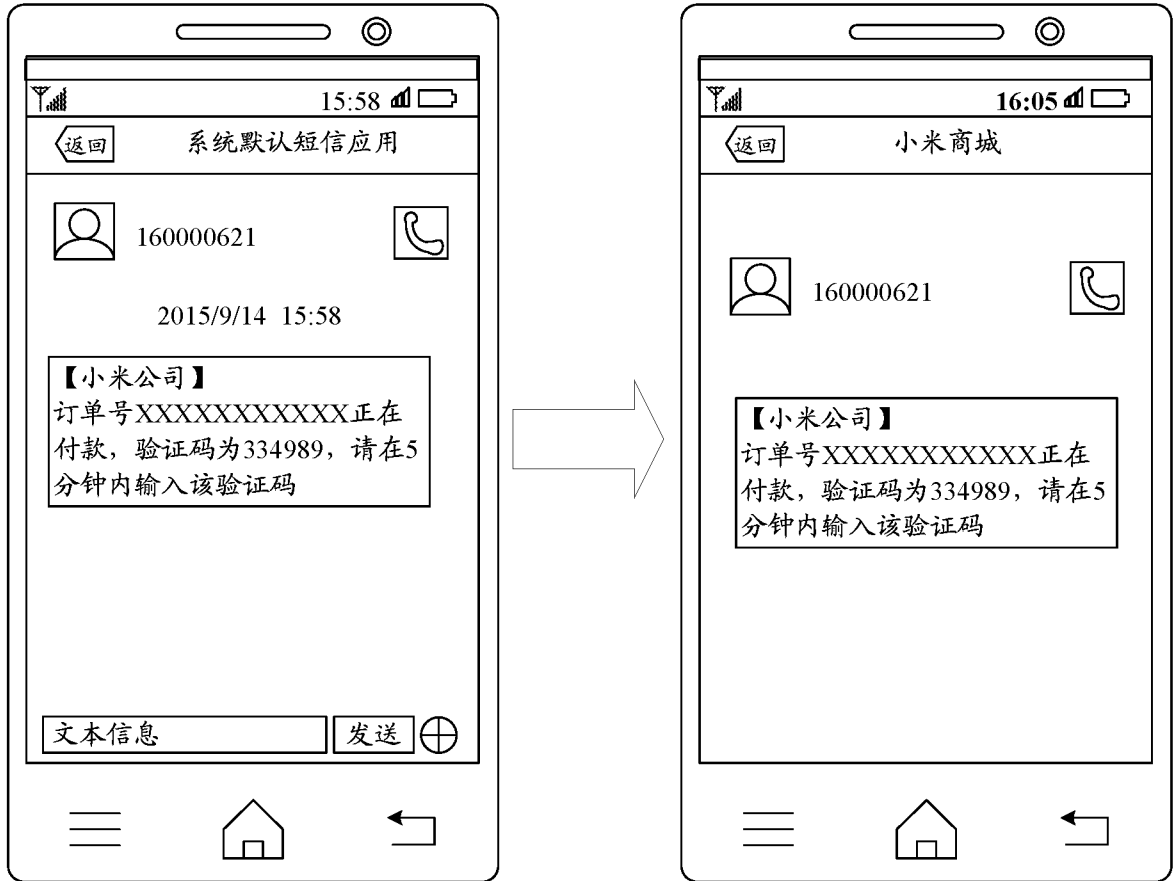 15:58
返回
系统默认短信应用
160000621
2015/9/14 15:58
【小米公司】
订单号XXXXXXXXXXX正在
付款，验证码为334989，请在5
分钟内输入该验证码
文本信息
发送
16:05
返回
小米商城
160000621
【小米公司】
订单号XXXXXXXXXXX正在
付款，验证码为334989，请在5
分钟内输入该验证码